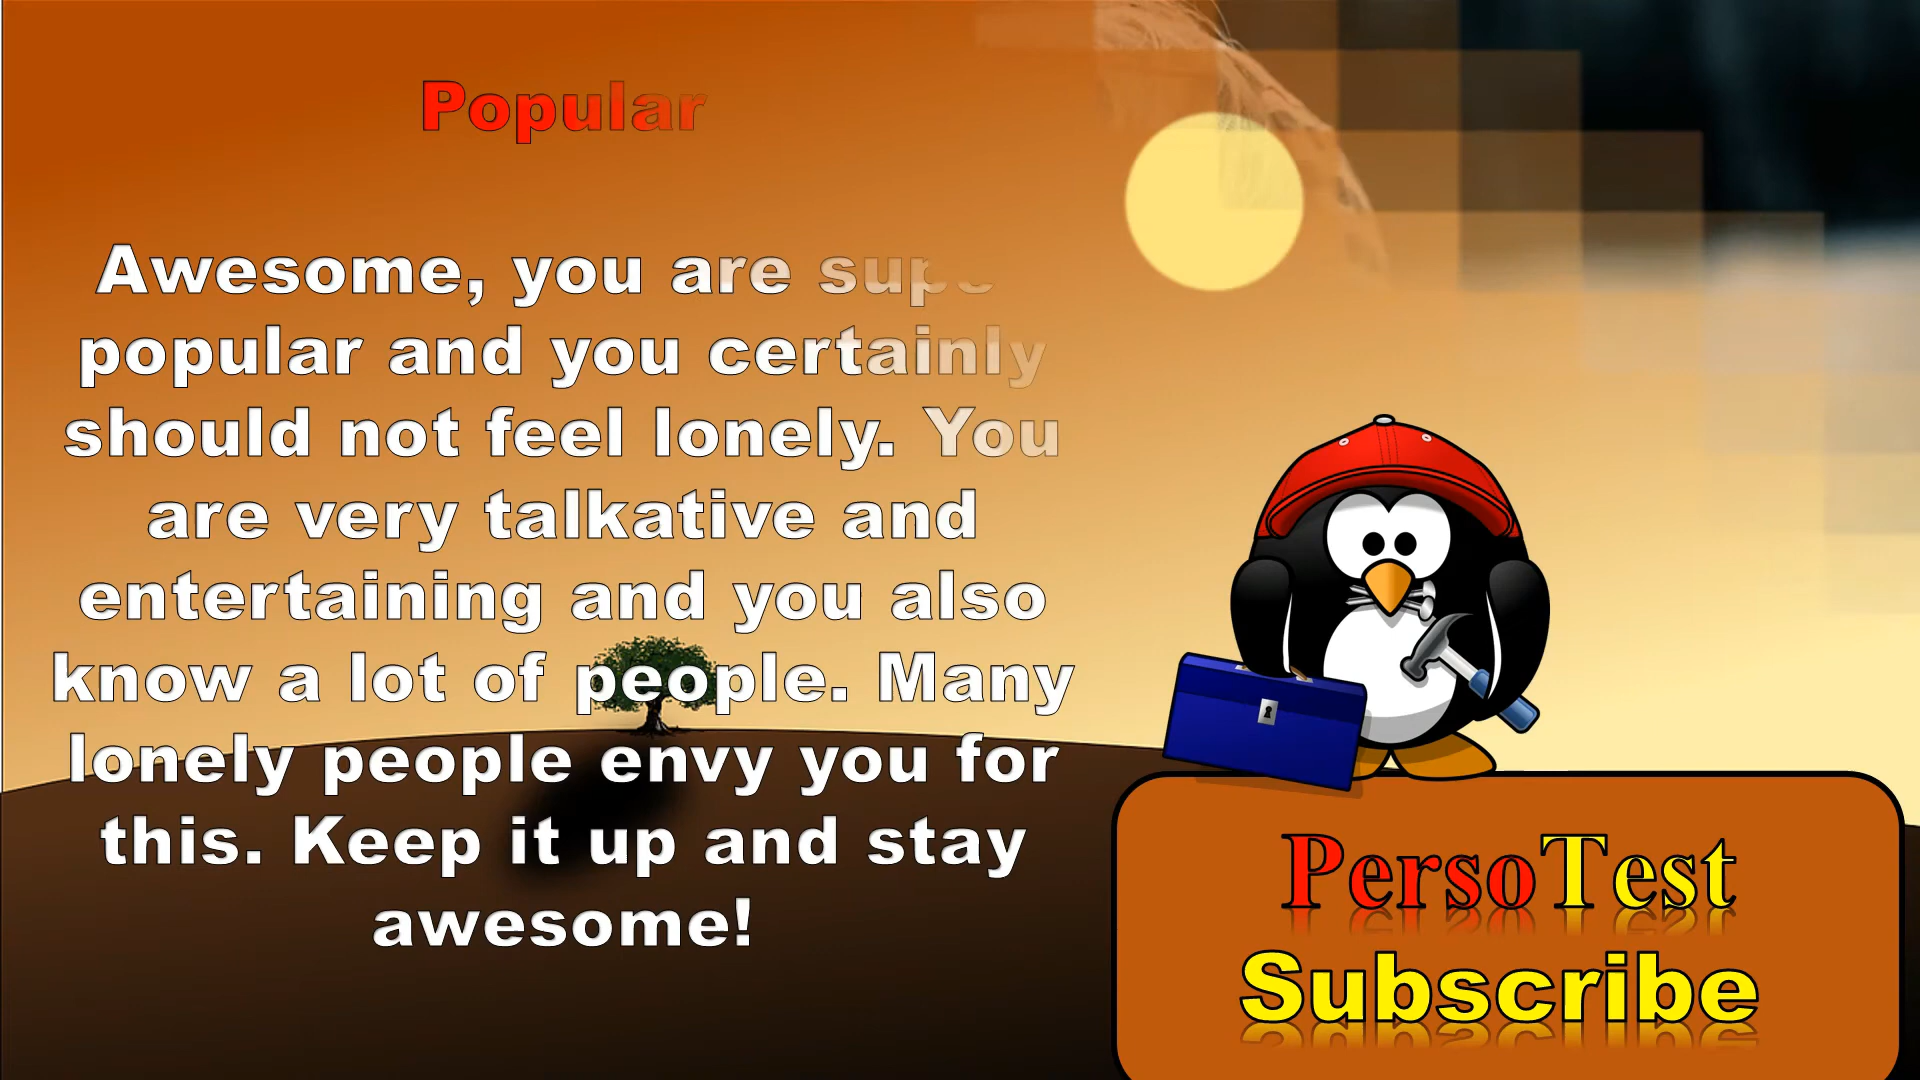 Popular
Awesome, you are supe
popular and you certainly
should not feel lonely. You
are very talkative and
entertaining and you also
know a lot of people. Many
lonely people envy you for
this. Keep it up and stay
awesome!
PersoTest
Subscribe